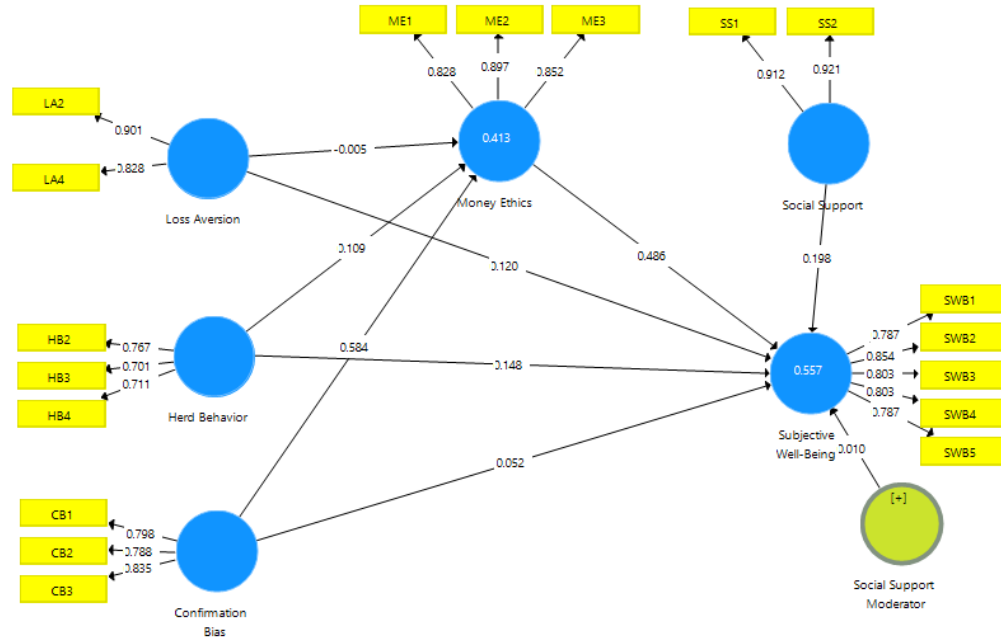 ME1
ME2
ME3
SS1
SS2
0.828
0.897
0.852
0.912
0.921
LA2
0.901
LA4
0.828
Loss Aversion
-0.005
0.413
Money Ethics
Social Support
0.109
0.120
0.486
0.198
HB2
0.767
HB3
0.701
HB4
0.711
Herd Behavior
0.584
0.148
0.557
Subjective
Well-Being
0.787
SWB1
0.854
SWB2
0.803
SWB3
0.803
SWB4
0.787
SWB5
0.052
0.010
CB1
0.798
CB2
0.788
CB3
0.835
Confirmation
Bias
[+]
Social Support
Moderator